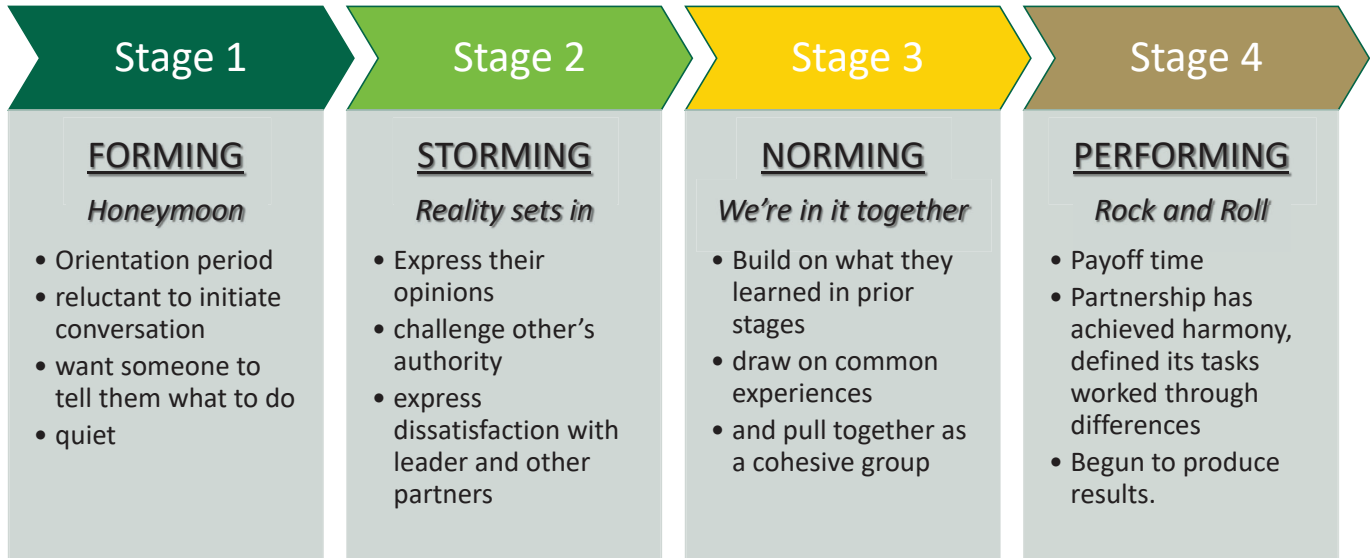 Stage 1
FORMING
Honeymoon
• Orientation period
• reluctant to initiate
conversation
• want someone to
tell them what to do
• quiet
Stage 2
STORMING
Reality sets in
• Express their
opinions
• challenge other’s
authority
• express
dissatisfaction with
leader and other
partners
Stage 3
NORMING
We’re in it together
• Build on what they
learned in prior
stages
• draw on common
experiences
• and pull together as
a cohesive group
Stage 4
PERFORMING
Rock and Roll
• Payoff time
• Partnership has
achieved harmony,
defined its tasks
worked through
differences
• Begun to produce
results.